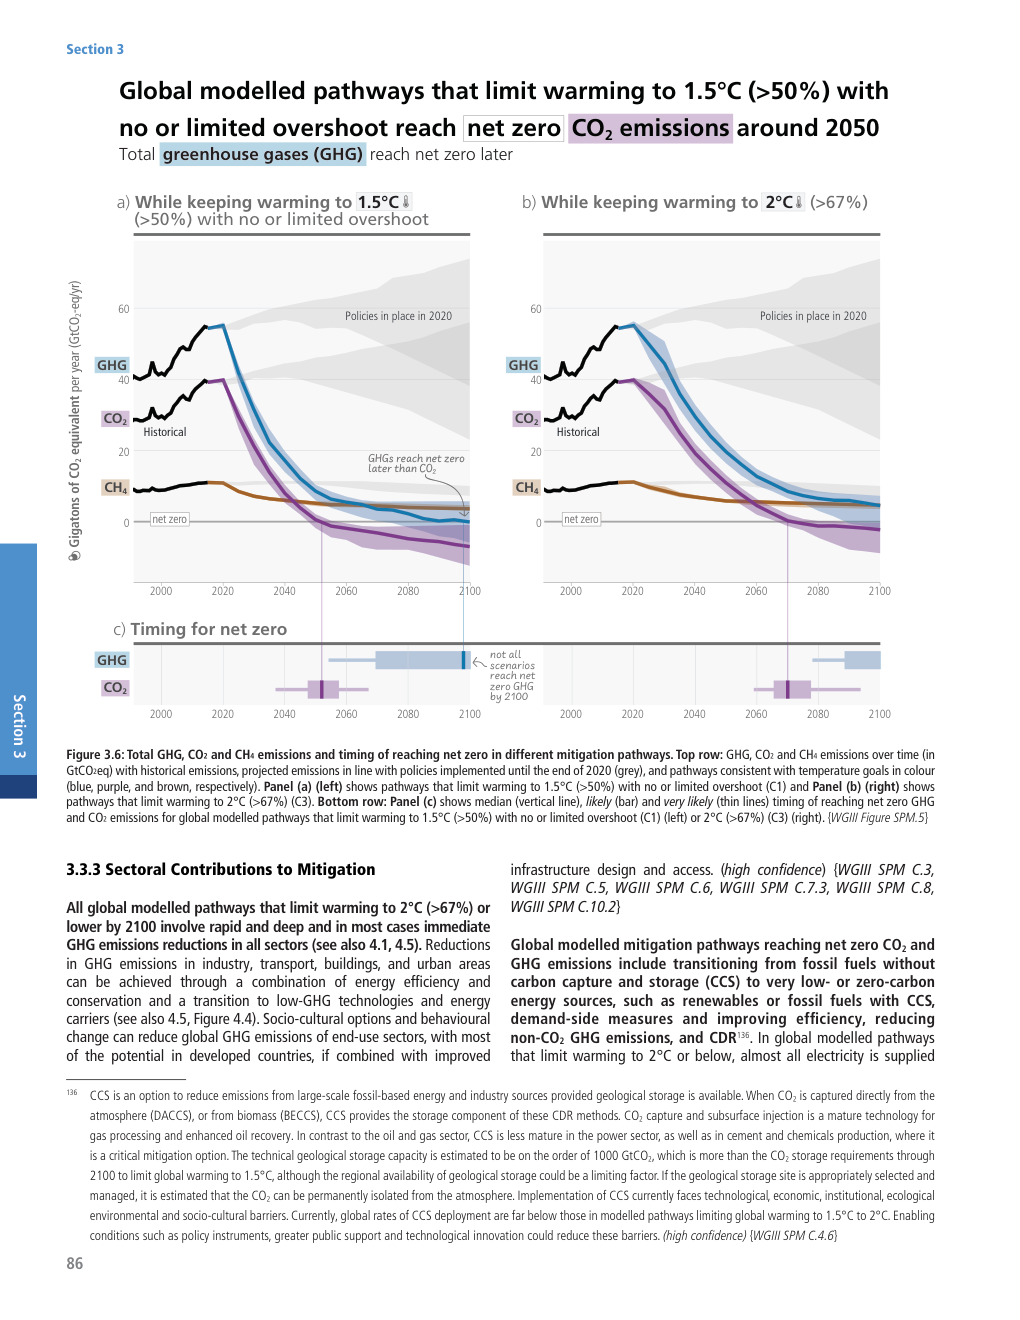 Section 3
Global modelled pathways that limit warming to 1.5°C (>50%) with
no or limited overshoot reach net zero CO₂ emissions around 2050
Total greenhouse gases (GHG) reach net zero later
a) While keeping warming to 1.5°C
(>50%) with no or limited overshoot
b) While keeping warming to 2°C (>67%)
Gigatons of CO₂ equivalent per year (GtCO₂-eq/yr)
60
Policies in place in 2020
GHG
40
CO₂
Historical
GHGs reach net zero
later than CO₂
20
CH₄
0
net zero
2000 2020 2040 2060 2080 2100
60
Policies in place in 2020
GHG
40
CO₂
Historical
20
CH₄
0
net zero
2000 2020 2040 2060 2080 2100
c) Timing for net zero
GHG
CO₂
not all
scenarios
reach net
zero GHG
by 2100
2000 2020 2040 2060 2080 2100
2000 2020 2040 2060 2080 2100
Figure 3.6: Total GHG, CO₂ and CH₄ emissions and timing of reaching net zero in different mitigation pathways. Top row: GHG, CO₂ and CH₄ emissions over time (in
GtCO₂eq) with historical emissions, projected emissions in line with policies implemented until the end of 2020 (grey), and pathways consistent with temperature goals in colour
(blue, purple, and brown, respectively). Panel (a) (left) shows pathways that limit warming to 1.5°C (>50%) with no or limited overshoot (C1) and Panel (b) (right) shows
pathways that limit warming to 2°C (>67%) (C3). Bottom row: Panel (c) shows median (vertical line), likely (bar) and very likely (thin lines) timing of reaching net zero GHG
and CO₂ emissions for global modelled pathways that limit warming to 1.5°C (>50%) with no or limited overshoot (C1) (left) or 2°C (>67%) (C3) (right). {WGIII Figure SPM.5}
Section 3
3.3.3 Sectoral Contributions to Mitigation
All global modelled pathways that limit warming to 2°C (>67%) or
lower by 2100 involve rapid and deep and in most cases immediate
GHG emissions reductions in all sectors (see also 4.1, 4.5). Reductions
in GHG emissions in industry, transport, buildings, and urban areas
can be achieved through a combination of energy efficiency and
conservation and a transition to low-GHG technologies and energy
carriers (see also 4.5, Figure 4.4). Socio-cultural options and behavioural
change can reduce global GHG emissions of end-use sectors, with most
of the potential in developed countries, if combined with improved
infrastructure design and access. (high confidence) {WGIII SPM C.3,
WGIII SPM C.5, WGIII SPM C.6, WGIII SPM C.7.3, WGIII SPM C.8,
WGIII SPM C.10.2}
Global modelled mitigation pathways reaching net zero CO₂ and
GHG emissions include transitioning from fossil fuels without
carbon capture and storage (CCS) to very low- or zero-carbon
energy sources, such as renewables or fossil fuels with CCS,
demand-side measures and improving efficiency, reducing
non-CO₂ GHG emissions, and CDR¹³⁶. In global modelled pathways
that limit warming to 2°C or below, almost all electricity is supplied
136 CCS is an option to reduce emissions from large-scale fossil-based energy and industry sources provided geological storage is available. When CO₂ is captured directly from the
atmosphere (DACCS), or from biomass (BECCS), CCS provides the storage component of these CDR methods. CO₂ capture and subsurface injection is a mature technology for
gas processing and enhanced oil recovery. In contrast to the oil and gas sector, CCS is less mature in the power sector, as well as in cement and chemicals production, where it
is a critical mitigation option. The technical geological storage capacity is estimated to be on the order of 1000 GtCO₂, which is more than the CO₂ storage requirements through
2100 to limit global warming to 1.5°C, although the regional availability of geological storage could be a limiting factor. If the geological storage site is appropriately selected and
managed, it is estimated that the CO₂ can be permanently isolated from the atmosphere. Implementation of CCS currently faces technological, economic, institutional, ecological
environmental and socio-cultural barriers. Currently, global rates of CCS deployment are far below those in modelled pathways limiting global warming to 1.5°C to 2°C. Enabling
conditions such as policy instruments, greater public support and technological innovation could reduce these barriers. (high confidence) {WGIII SPM C.4.6}
86